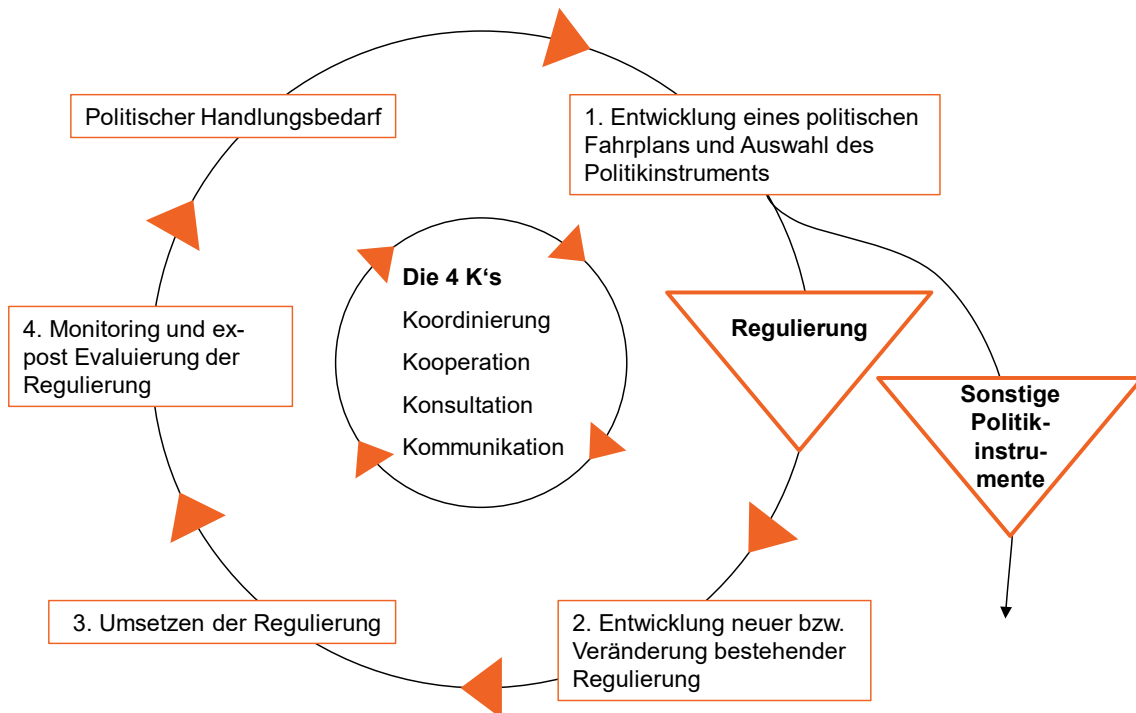 Politischer Handlungsbedarf
1. Entwicklung eines politischen
Fahrplans und Auswahl des
Politikinstruments
Die 4 K‘s
Koordinierung
Kooperation
Konsultation
Kommunikation
Regulierung
Sonstige
Politik-
instru-
mente
4. Monitoring und ex-
post Evaluierung der
Regulierung
3. Umsetzen der Regulierung
2. Entwicklung neuer bzw.
Veränderung bestehender
Regulierung